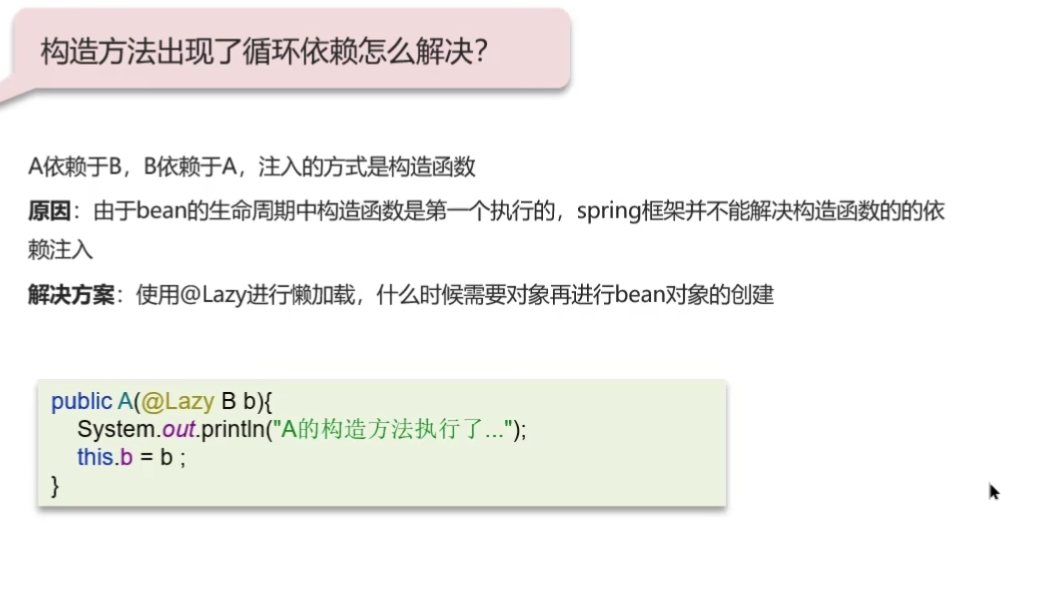 构造方法出现了循环依赖怎么解决?
A依赖于B，B依赖于A，注入的方式是构造函数
原因：由于bean的生命周期中构造函数是第一个执行的，spring框架并不能解决构造函数的的依
赖注入
解决方案：使用@Lazy进行懒加载，什么时候需要对象再进行bean对象的创建
public A(@Lazy B b){
    System.out.println("A的构造方法执行了...");
    this.b = b ;
}